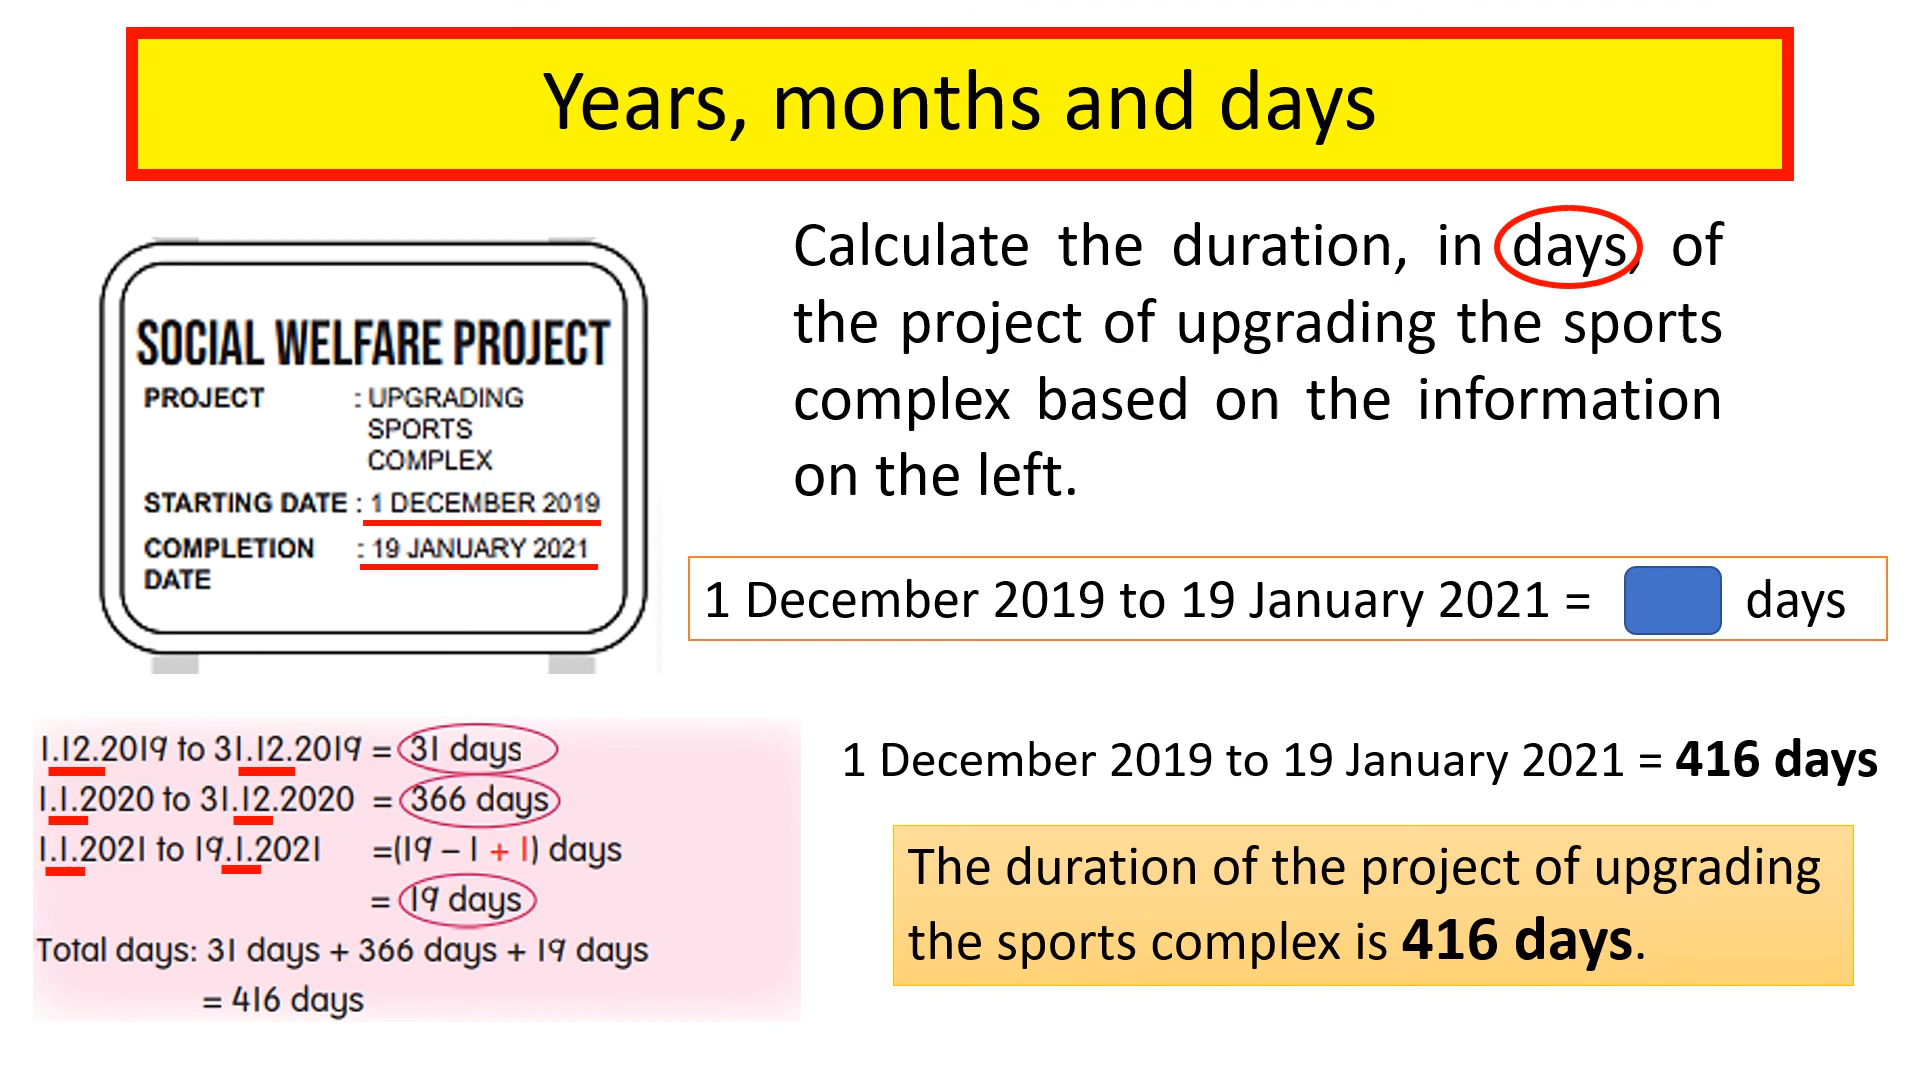 Years, months and days
SOCIAL WELFARE PROJECT
PROJECT : UPGRADING
SPORTS
COMPLEX
STARTING DATE : 1 DECEMBER 2019
COMPLETION : 19 JANUARY 2021
DATE
Calculate the duration, in days, of
the project of upgrading the sports
complex based on the information
on the left.
1 December 2019 to 19 January 2021 = days
1.12.2019 to 31.12.2019 = 31 days
1.1.2020 to 31.12.2020 = 366 days
1.1.2021 to 19.1.2021 =(19 – 1 + 1) days
= 19 days
Total days: 31 days + 366 days + 19 days
= 416 days
1 December 2019 to 19 January 2021 = 416 days
The duration of the project of upgrading
the sports complex is 416 days.